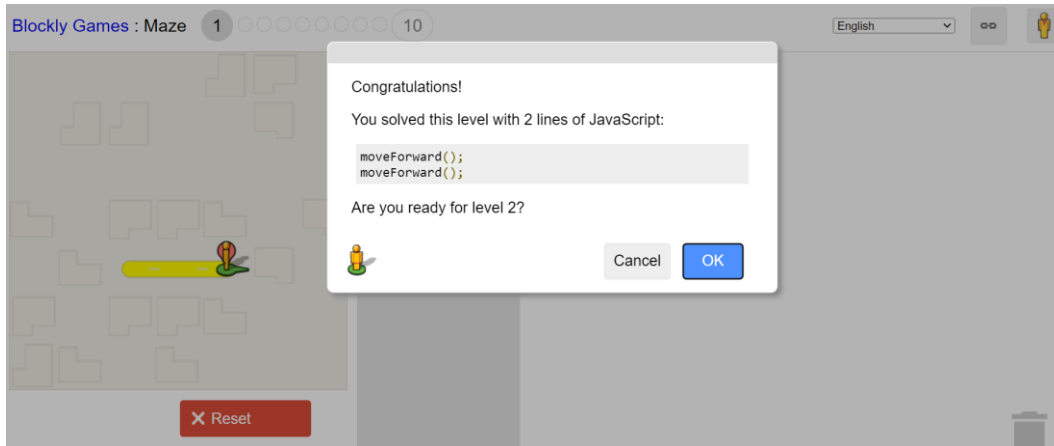 Blockly Games : Maze 1 10 English
Congratulations!
You solved this level with 2 lines of JavaScript:
moveForward();
moveForward();
Are you ready for level 2?
Cancel OK
Reset